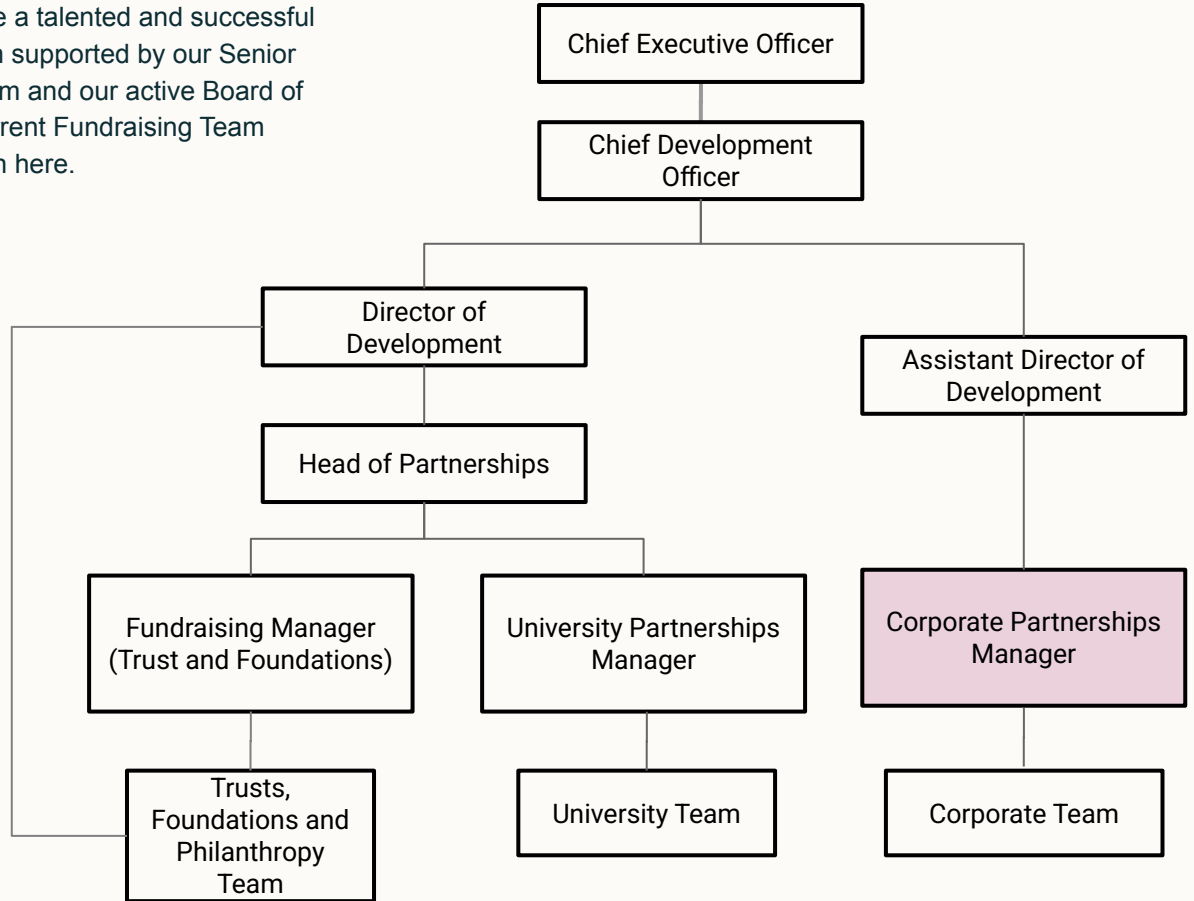 e a talented and successful
supported by our Senior
m and our active Board of
rent Fundraising Team
here.
Chief Executive Officer
Chief Development
Officer
Director of
Development
Assistant Director of
Development
Head of Partnerships
Fundraising Manager
(Trust and Foundations)
University Partnerships
Manager
Corporate Partnerships
Manager
Trusts,
Foundations and
Philanthropy
Team
University Team
Corporate Team